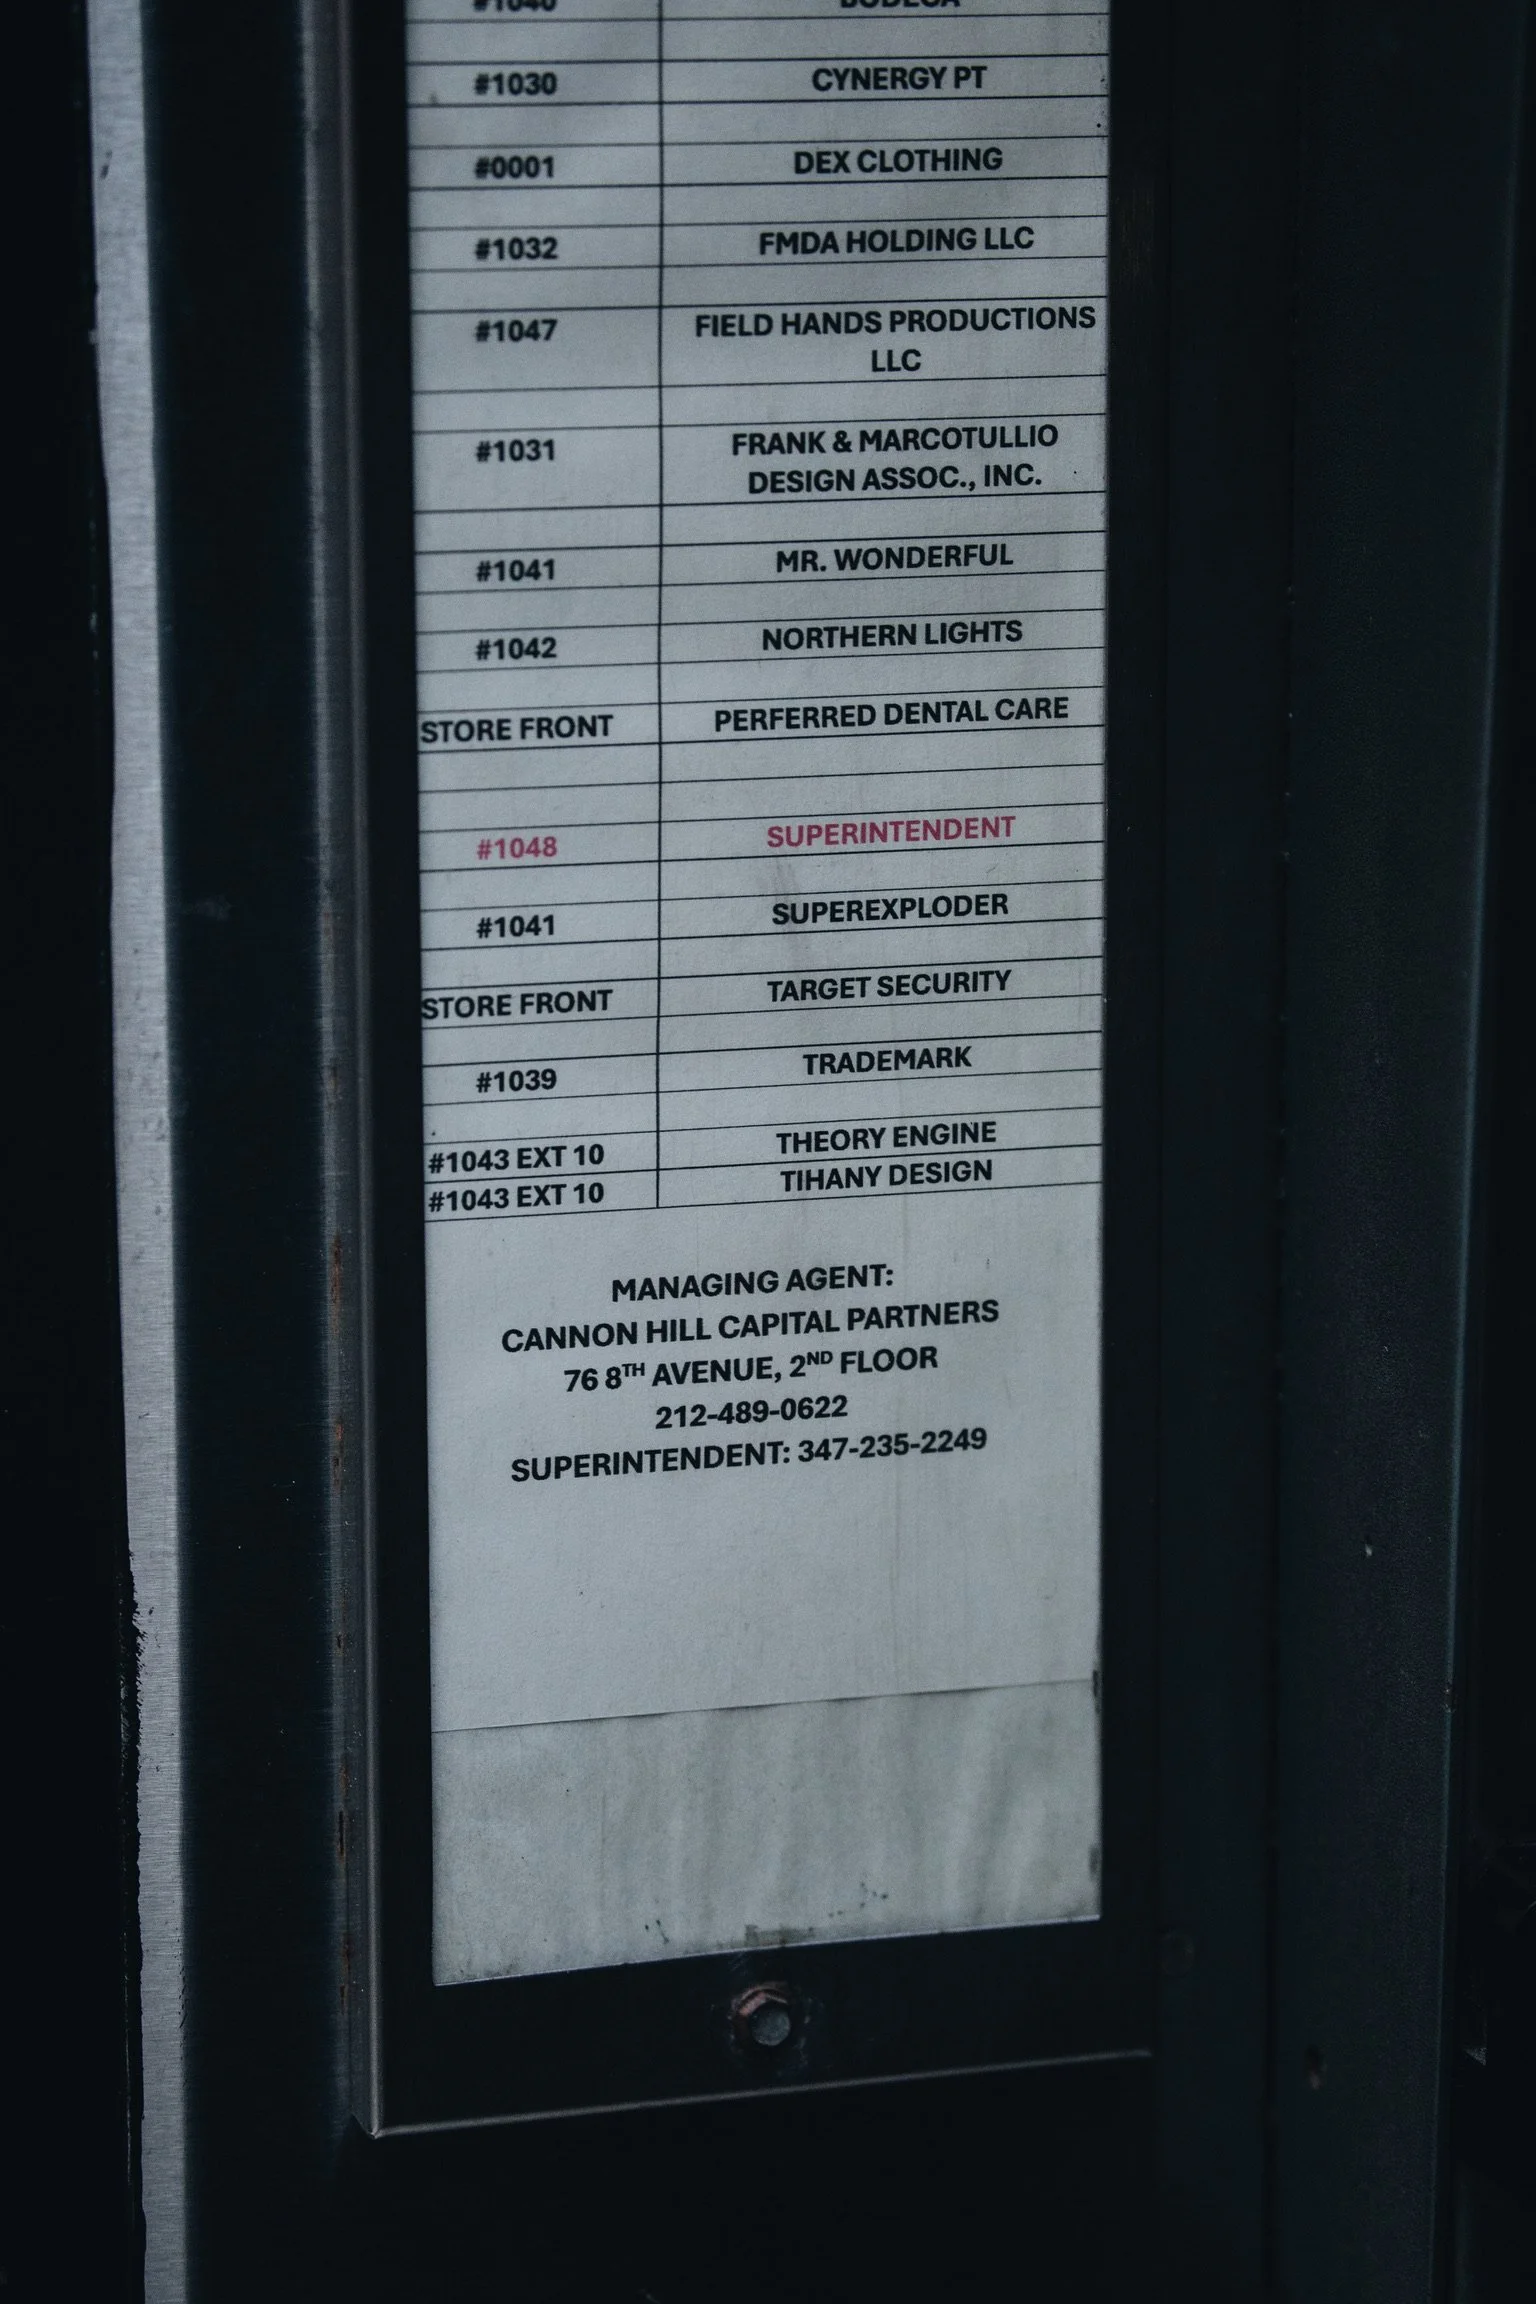 #1040 BODEGA
#1030 CYNERGY PT
#0001 DEX CLOTHING
#1032 FMDA HOLDING LLC
#1047 FIELD HANDS PRODUCTIONS
LLC
#1031 FRANK & MARCOTULLIO
DESIGN ASSOC., INC.
#1041 MR. WONDERFUL
#1042 NORTHERN LIGHTS
STORE FRONT PERFERRED DENTAL CARE
#1048 SUPERINTENDENT
#1041 SUPEREXPLODER
STORE FRONT TARGET SECURITY
#1039 TRADEMARK
#1043 EXT 10 THEORY ENGINE
#1043 EXT 10 TIHANY DESIGN
MANAGING AGENT:
CANNON HILL CAPITAL PARTNERS
76 8TH AVENUE, 2ND FLOOR
212-489-0622
SUPERINTENDENT: 347-235-2249